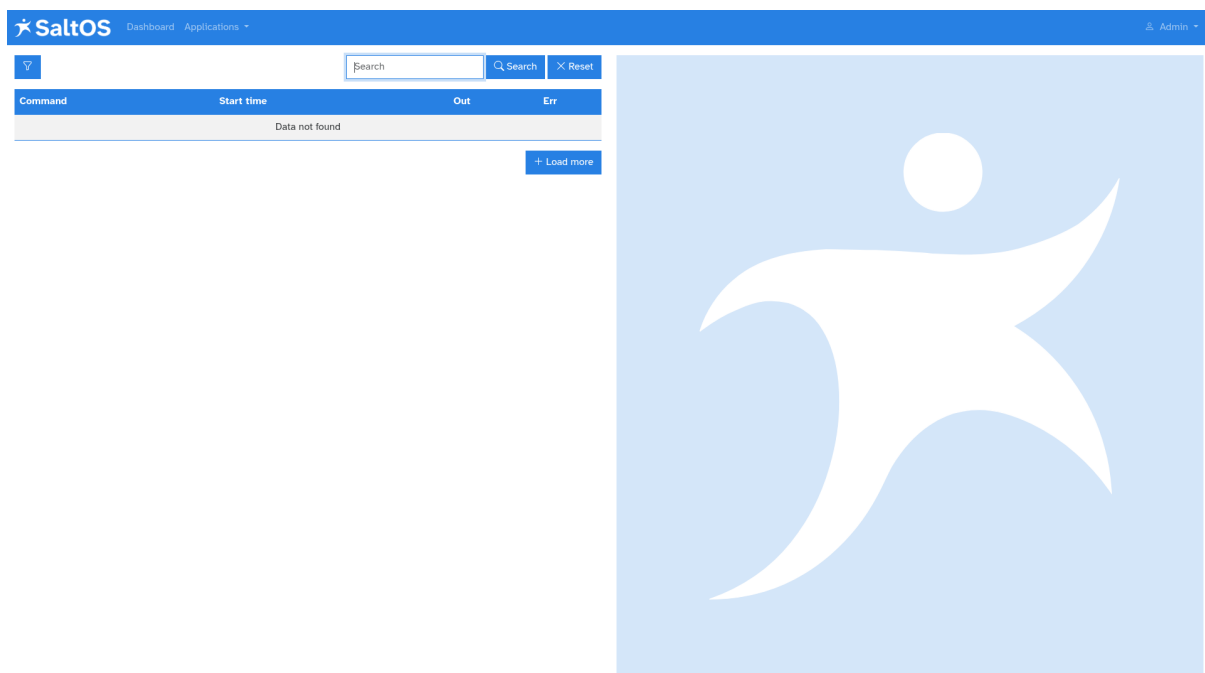 SaltOS Dashboard Applications Admin
Search Search Reset
Command Start time Out Err
Data not found
+ Load more